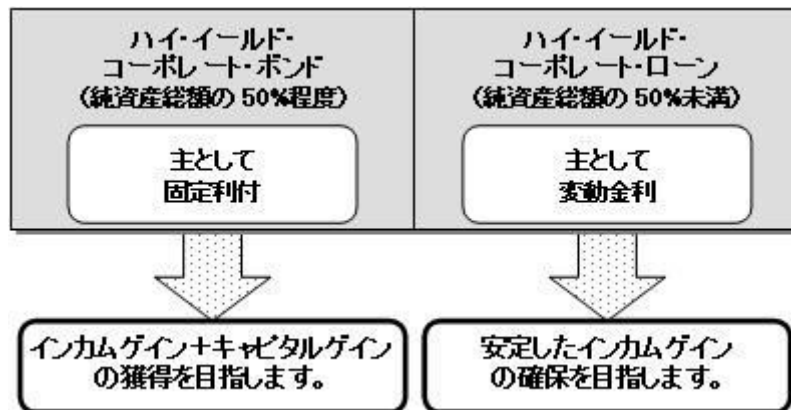 ハイ・イールド・
コーポレート・ボンド
（純資産総額の 50%程度）
主として
固定利付
インカムゲイン＋キャピタルゲイン
の獲得を目指します。
ハイ・イールド・
コーポレート・ローン
（純資産総額の 50%未満）
主として
変動金利
安定したインカムゲイン
の確保を目指します。